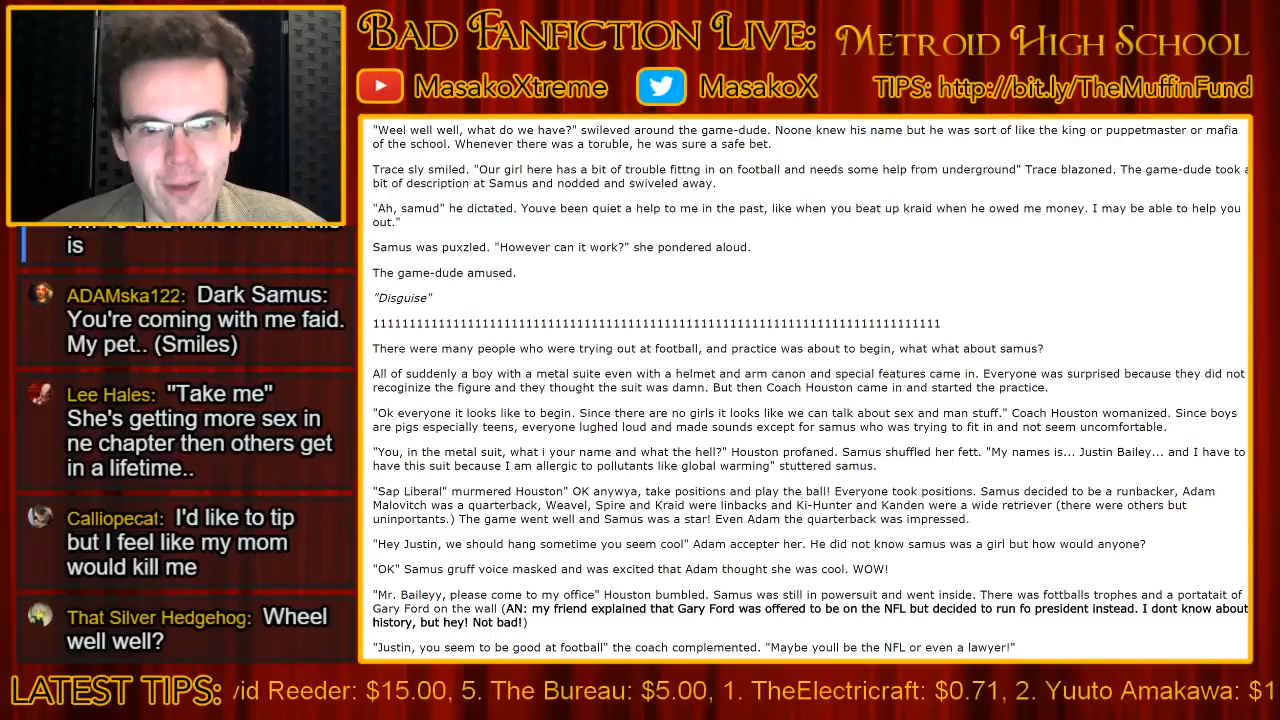 BAD FANFICTION LIVE:
METROID HIGH SCHOOL
MasakoXtreme
MasakoX
TIPS: http://bit.ly/TheMuffinFund
is
ADAMska122: Dark Samus:
You're coming with me faid.
My pet.. (Smiles)
Lee Hales: "Take me"
She's getting more sex in
ne chapter then others get
in a lifetime..
Calliopecat: I'd like to tip
but I feel like my mom
would kill me
That Silver Hedgehog: Wheel
well well?
"Weel well well, what do we have?" swileved around the game-dude. Noone knew his name but he was sort of like the king or puppetmaster or mafia
of the school. Whenever there was a toruble, he was sure a safe bet.
Trace sly smiled. "Our girl here has a bit of trouble fittng in on football and needs some help from underground" Trace blazoned. The game-dude took a
bit of description at Samus and nodded and swiveled away.
"Ah, samud" he dictated. Youve been quiet a help to me in the past, like when you beat up kraid when he owed me money. I may be able to help you
out."
Samus was puxzled. "However can it work?" she pondered aloud.
The game-dude amused.
"Disguise"
111111111111111111111111111111111111111111111111111111111111111111111111111111
There were many people who were trying out at football, and practice was about to begin, what what about samus?
All of suddenly a boy with a metal suite even with a helmet and arm canon and special features came in. Everyone was surprised because they did not
recoginize the figure and they thought the suit was damn. But then Coach Houston came in and started the practice.
"Ok everyone it looks like to begin. Since there are no girls it looks like we can talk about sex and man stuff." Coach Houston womanized. Since boys
are pigs especially teens, everyone lughed loud and made sounds except for samus who was trying to fit in and not seem uncomfortable.
"You, in the metal suit, what i your name and what the hell?" Houston profaned. Samus shuffled her fett. "My names is... Justin Bailey... and I have to
have this suit because I am allergic to pollutants like global warming" stuttered samus.
"Sap Liberal" murmered Houston" OK anywya, take positions and play the ball! Everyone took positions. Samus decided to be a runbacker, Adam
Malovitch was a quarterback, Weavel, Spire and Kraid were linbacks and Ki-Hunter and Kanden were a wide retriever (there were others but
uninportants.) The game went well and Samus was a star! Even Adam the quarterback was impressed.
"Hey Justin, we should hang sometime you seem cool" Adam accepter her. He did not know samus was a girl but how would anyone?
"OK" Samus gruff voice masked and was excited that Adam thought she was cool. WOW!
"Mr. Baileyy, please come to my office" Houston bumbled. Samus was still in powersuit and went inside. There was fottballs trophes and a portatait of
Gary Ford on the wall (AN: my friend explained that Gary Ford was offered to be on the NFL but decided to run fo president instead. I dont know about
history, but hey! Not bad!)
"Justin, you seem to be good at football" the coach complemented. "Maybe youll be the NFL or even a lawyer!"
LATEST TIPS: vid Reeder: $15.00, 5. The Bureau: $5.00, 1. TheElectricraft: $0.71, 2. Yuuto Amakawa: $1